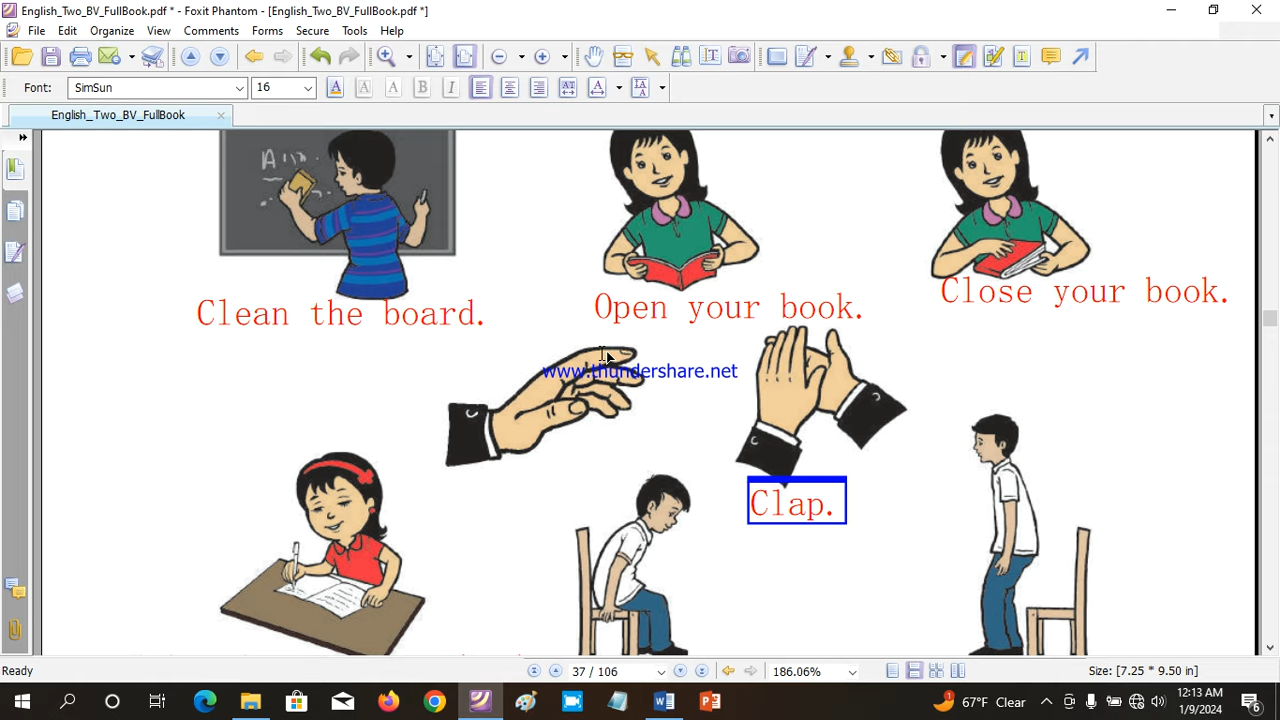 English_Two_BV_FullBook.pdf * - Foxit Phantom - [English_Two_BV_FullBook.pdf *]
File Edit Organize View Comments Forms Secure Tools Help
Font: SimSun 16
English_Two_BV_FullBook
A
Clean the board.
Open your book.
Close your book.
www.thundershare.net
Clap.
Ready 37 / 106 186.06% Size: [7.25 * 9.50 in]
67°F Clear
12:13 AM
1/9/2024
6